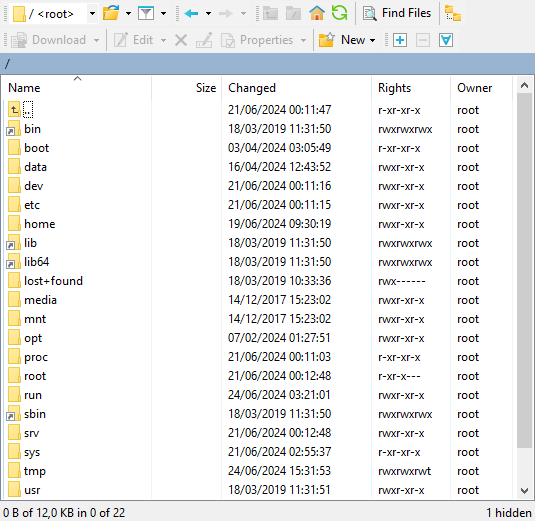 / <root> Find Files
Download Edit Properties New
/
Name Size Changed Rights Owner
.. 21/06/2024 00:11:47 r-xr-xr-x root
bin 18/03/2019 11:31:50 rwxrwxrwx root
boot 03/04/2024 03:05:49 r-xr-xr-x root
data 16/04/2024 12:43:52 rwxr-xr-x root
dev 21/06/2024 00:11:16 rwxr-xr-x root
etc 21/06/2024 00:11:15 rwxr-xr-x root
home 19/06/2024 09:30:19 rwxr-xr-x root
lib 18/03/2019 11:31:50 rwxrwxrwx root
lib64 18/03/2019 11:31:50 rwxrwxrwx root
lost+found 18/03/2019 10:33:36 rwx------ root
media 14/12/2017 15:23:02 rwxr-xr-x root
mnt 14/12/2017 15:23:02 rwxr-xr-x root
opt 07/02/2024 01:27:51 rwxr-xr-x root
proc 21/06/2024 00:11:03 r-xr-xr-x root
root 21/06/2024 00:12:48 r-xr-x--- root
run 24/06/2024 03:21:01 rwxr-xr-x root
sbin 18/03/2019 11:31:50 rwxrwxrwx root
srv 21/06/2024 00:12:48 rwxr-xr-x root
sys 21/06/2024 02:55:37 r-xr-xr-x root
tmp 24/06/2024 15:31:53 rwxrwxrwt root
usr 18/03/2019 11:31:51 rwxr-xr-x root
0 B of 12,0 KB in 0 of 22 1 hidden